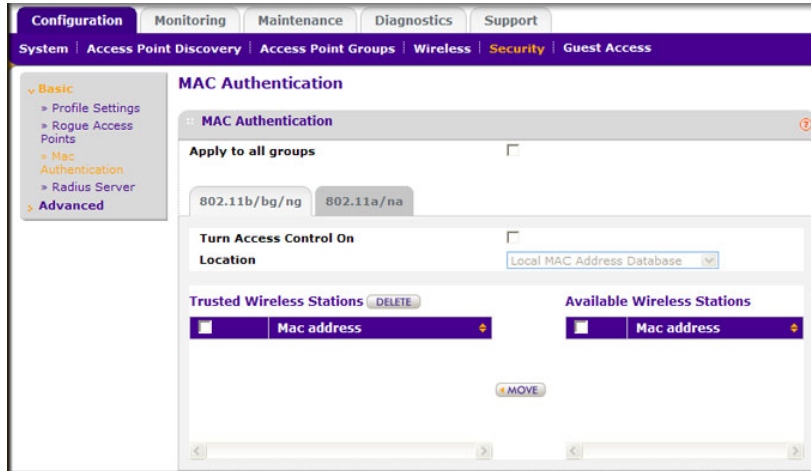 Configuration Monitoring Maintenance Diagnostics Support
System Access Point Discovery Access Point Groups Wireless Security Guest Access
Basic
» Profile Settings
» Rogue Access
Points
» Mac
Authentication
» Radius Server
Advanced
MAC Authentication
MAC Authentication ?
Apply to all groups
802.11b/bg/ng 802.11a/na
Turn Access Control On
Location Local MAC Address Database
Trusted Wireless Stations DELETE Available Wireless Stations
Mac address Mac address
MOVE